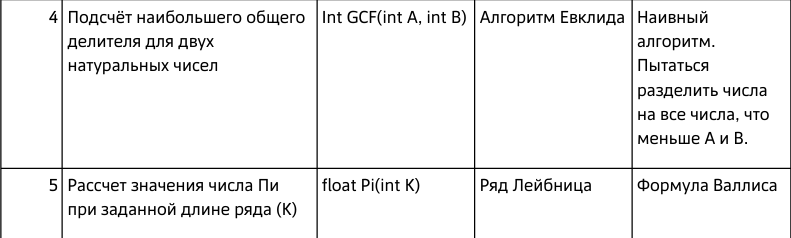 4 Подсчёт наибольшего общего делителя для двух натуральных чисел
Int GCF(int A, int B)
Алгоритм Евклида
Наивный алгоритм. Пытаться разделить числа на все числа, что меньше A и B.
5 Рассчет значения числа Пи при заданной длине ряда (K)
float Pi(int K)
Ряд Лейбница
Формула Валлиса